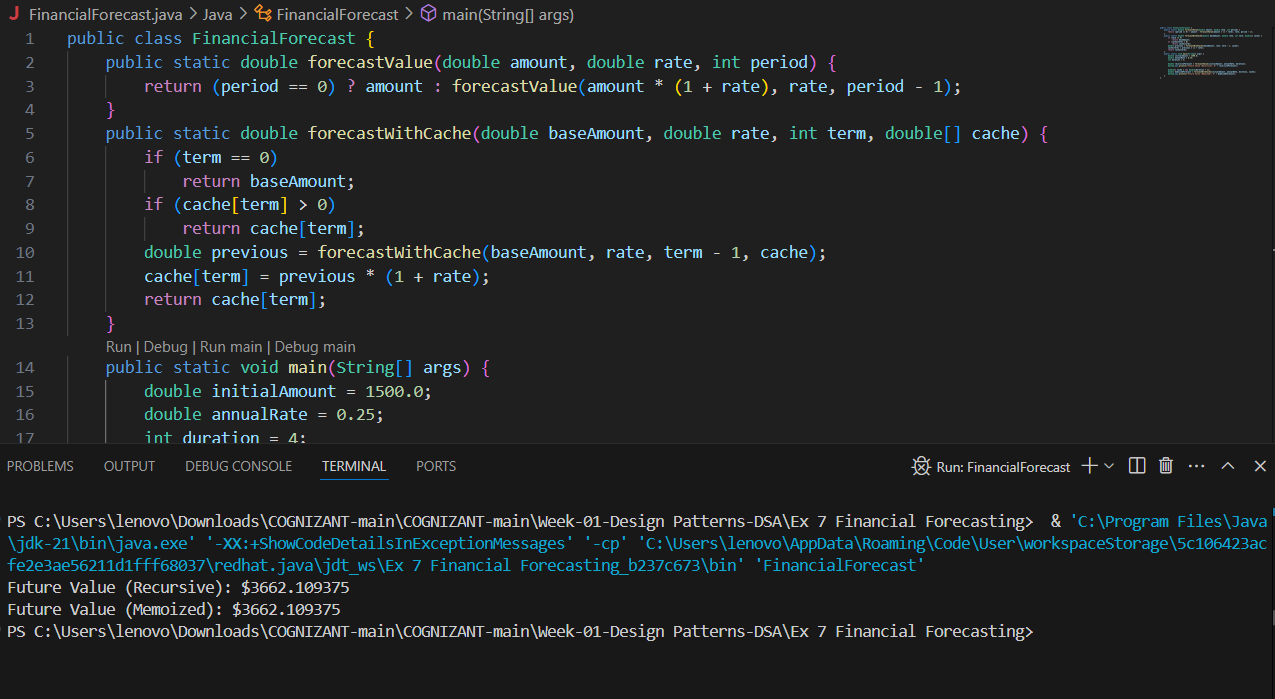 FinancialForecast.java > Java > FinancialForecast > main(String[] args)
1 public class FinancialForecast {
2 public static double forecastValue(double amount, double rate, int period) {
3 return (period == 0) ? amount : forecastValue(amount * (1 + rate), rate, period - 1);
4 }
5 public static double forecastWithCache(double baseAmount, double rate, int term, double[] cache) {
6 if (term == 0)
7 return baseAmount;
8 if (cache[term] > 0)
9 return cache[term];
10 double previous = forecastWithCache(baseAmount, rate, term - 1, cache);
11 cache[term] = previous * (1 + rate);
12 return cache[term];
13 }
Run | Debug | Run main | Debug main
14 public static void main(String[] args) {
15 double initialAmount = 1500.0;
16 double annualRate = 0.25;
17 int duration = 4;
PROBLEMS OUTPUT DEBUG CONSOLE TERMINAL PORTS Run: FinancialForecast
PS C:\Users\lenovo\Downloads\COGNIZANT-main\COGNIZANT-main\Week-01-Design Patterns-DSA\Ex 7 Financial Forecasting> & 'C:\Program Files\Java
\jdk-21\bin\java.exe' '-XX:+ShowCodeDetailsInExceptionMessages' '-cp' 'C:\Users\lenovo\AppData\Roaming\Code\User\workspaceStorage\5c106423ac
fe2e3ae56211d1fff68037\redhat.java\jdt_ws\Ex 7 Financial Forecasting_b237c673\bin' 'FinancialForecast'
Future Value (Recursive): $3662.109375
Future Value (Memoized): $3662.109375
PS C:\Users\lenovo\Downloads\COGNIZANT-main\COGNIZANT-main\Week-01-Design Patterns-DSA\Ex 7 Financial Forecasting>